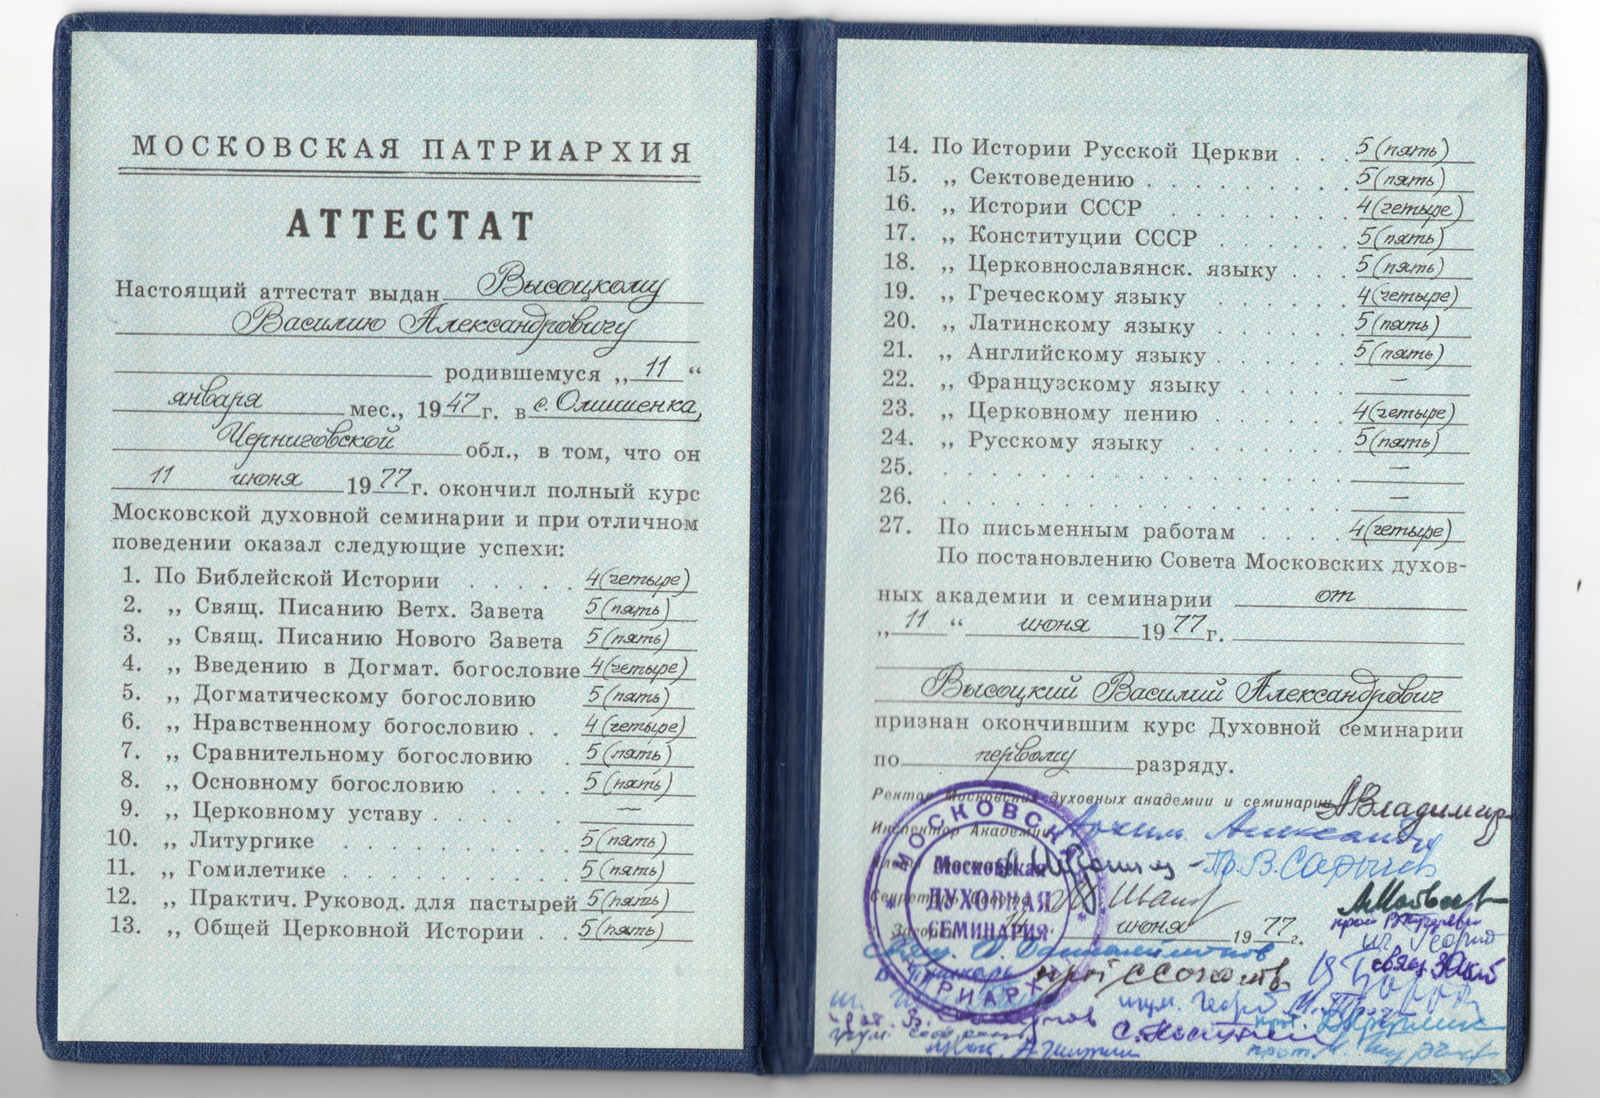 МОСКОВСКАЯ ПАТРИАРХИЯ
АТТЕСТАТ
Настоящий аттестат выдан Высоцкому
Василию Александровичу
родившемуся „11“
января мес., 1947 г. в с. Олишевка,
Черниговской обл., в том, что он
11 июня 1977 г. окончил полный курс
Московской духовной семинарии и при отличном
поведении оказал следующие успехи:
1. По Библейской Истории . . . . . 4 (четыре)
2. „ Свящ. Писанию Ветх. Завета 5 (пять)
3. „ Свящ. Писанию Нового Завета 5 (пять)
4. „ Введению в Догмат. богословие 4 (четыре)
5. „ Догматическому богословию 5 (пять)
6. „ Нравственному богословию . . 4 (четыре)
7. „ Сравнительному богословию . 5 (пять)
8. „ Основному богословию . . . . 5 (пять)
9. „ Церковному уставу . . . . . —
10. „ Литургике . . . . . . . . . 5 (пять)
11. „ Гомилетике . . . . . . . . 5 (пять)
12. „ Практич. Руковод. для пастырей 5 (пять)
13. „ Общей Церковной Истории . . 5 (пять)
14. По Истории Русской Церкви . . . 5 (пять)
15. „ Сектоведению . . . . . . . . . 5 (пять)
16. „ Истории СССР . . . . . . . . 4 (четыре)
17. „ Конституции СССР . . . . . . 5 (пять)
18. „ Церковнославянск. языку . . . 5 (пять)
19. „ Греческому языку . . . . . . 4 (четыре)
20. „ Латинскому языку . . . . . . 5 (пять)
21. „ Английскому языку . . . . . . 5 (пять)
22. „ Французскому языку . . . . . —
23. „ Церковному пению . . . . . . 4 (четыре)
24. „ Русскому языку . . . . . . . 5 (пять)
25. . . . . . . . . . . . . . . . —
26. . . . . . . . . . . . . . . . —
27. По письменным работам . . . . 4 (четыре)
По постановлению Совета Московских духов-
ных академии и семинарии от
„11“ июня 1977 г.
Высоцкий Василий Александрович
признан окончившим курс Духовной семинарии
по первому разряду.
Ректор Московских духовных академии и семинарии Владимир
Инспектор Академии Архим. Александр
Пр. В. Сарычев
июня 1977 г.
МОСКОВСК
Московская
ДУХОВНАЯ
СЕМИНАРИЯ
ТРИАРХ